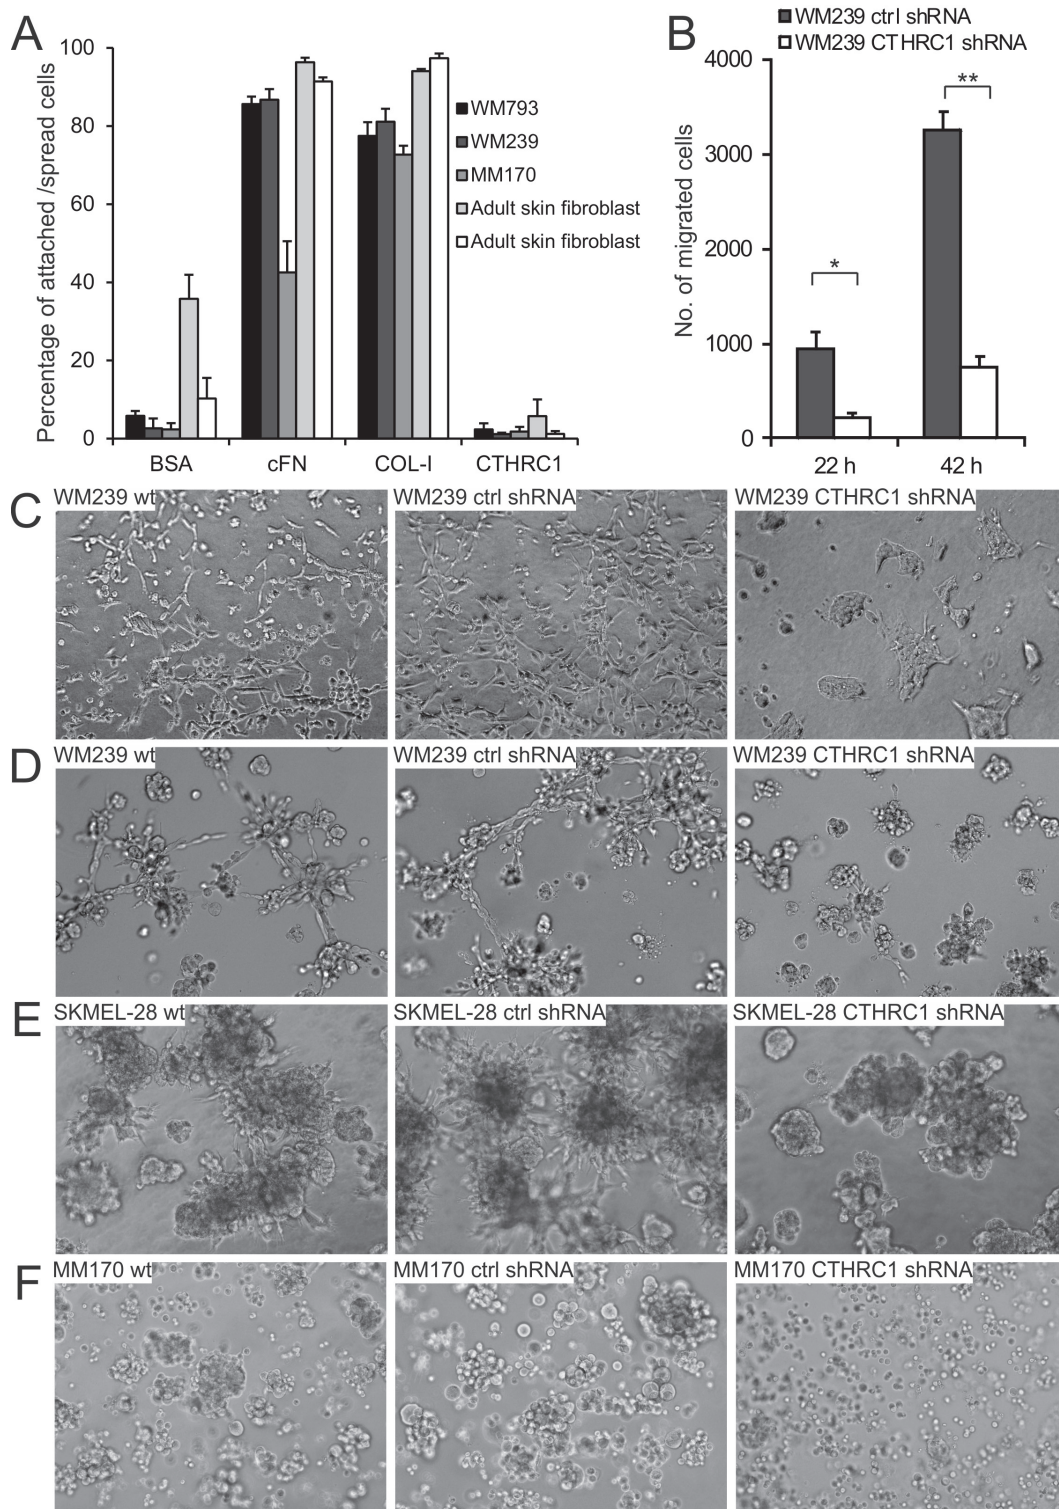 A
Percentage of attached /spread cells
100
80
60
40
20
0
BSA
cFN
COL-I
CTHRC1
WM793
WM239
MM170
Adult skin fibroblast
Adult skin fibroblast
B
WM239 ctrl shRNA
WM239 CTHRC1 shRNA
No. of migrated cells
4000
3000
2000
1000
0
*
**
22 h
42 h
C
WM239 wt
WM239 ctrl shRNA
WM239 CTHRC1 shRNA
D
WM239 wt
WM239 ctrl shRNA
WM239 CTHRC1 shRNA
E
SKMEL-28 wt
SKMEL-28 ctrl shRNA
SKMEL-28 CTHRC1 shRNA
F
MM170 wt
MM170 ctrl shRNA
MM170 CTHRC1 shRNA